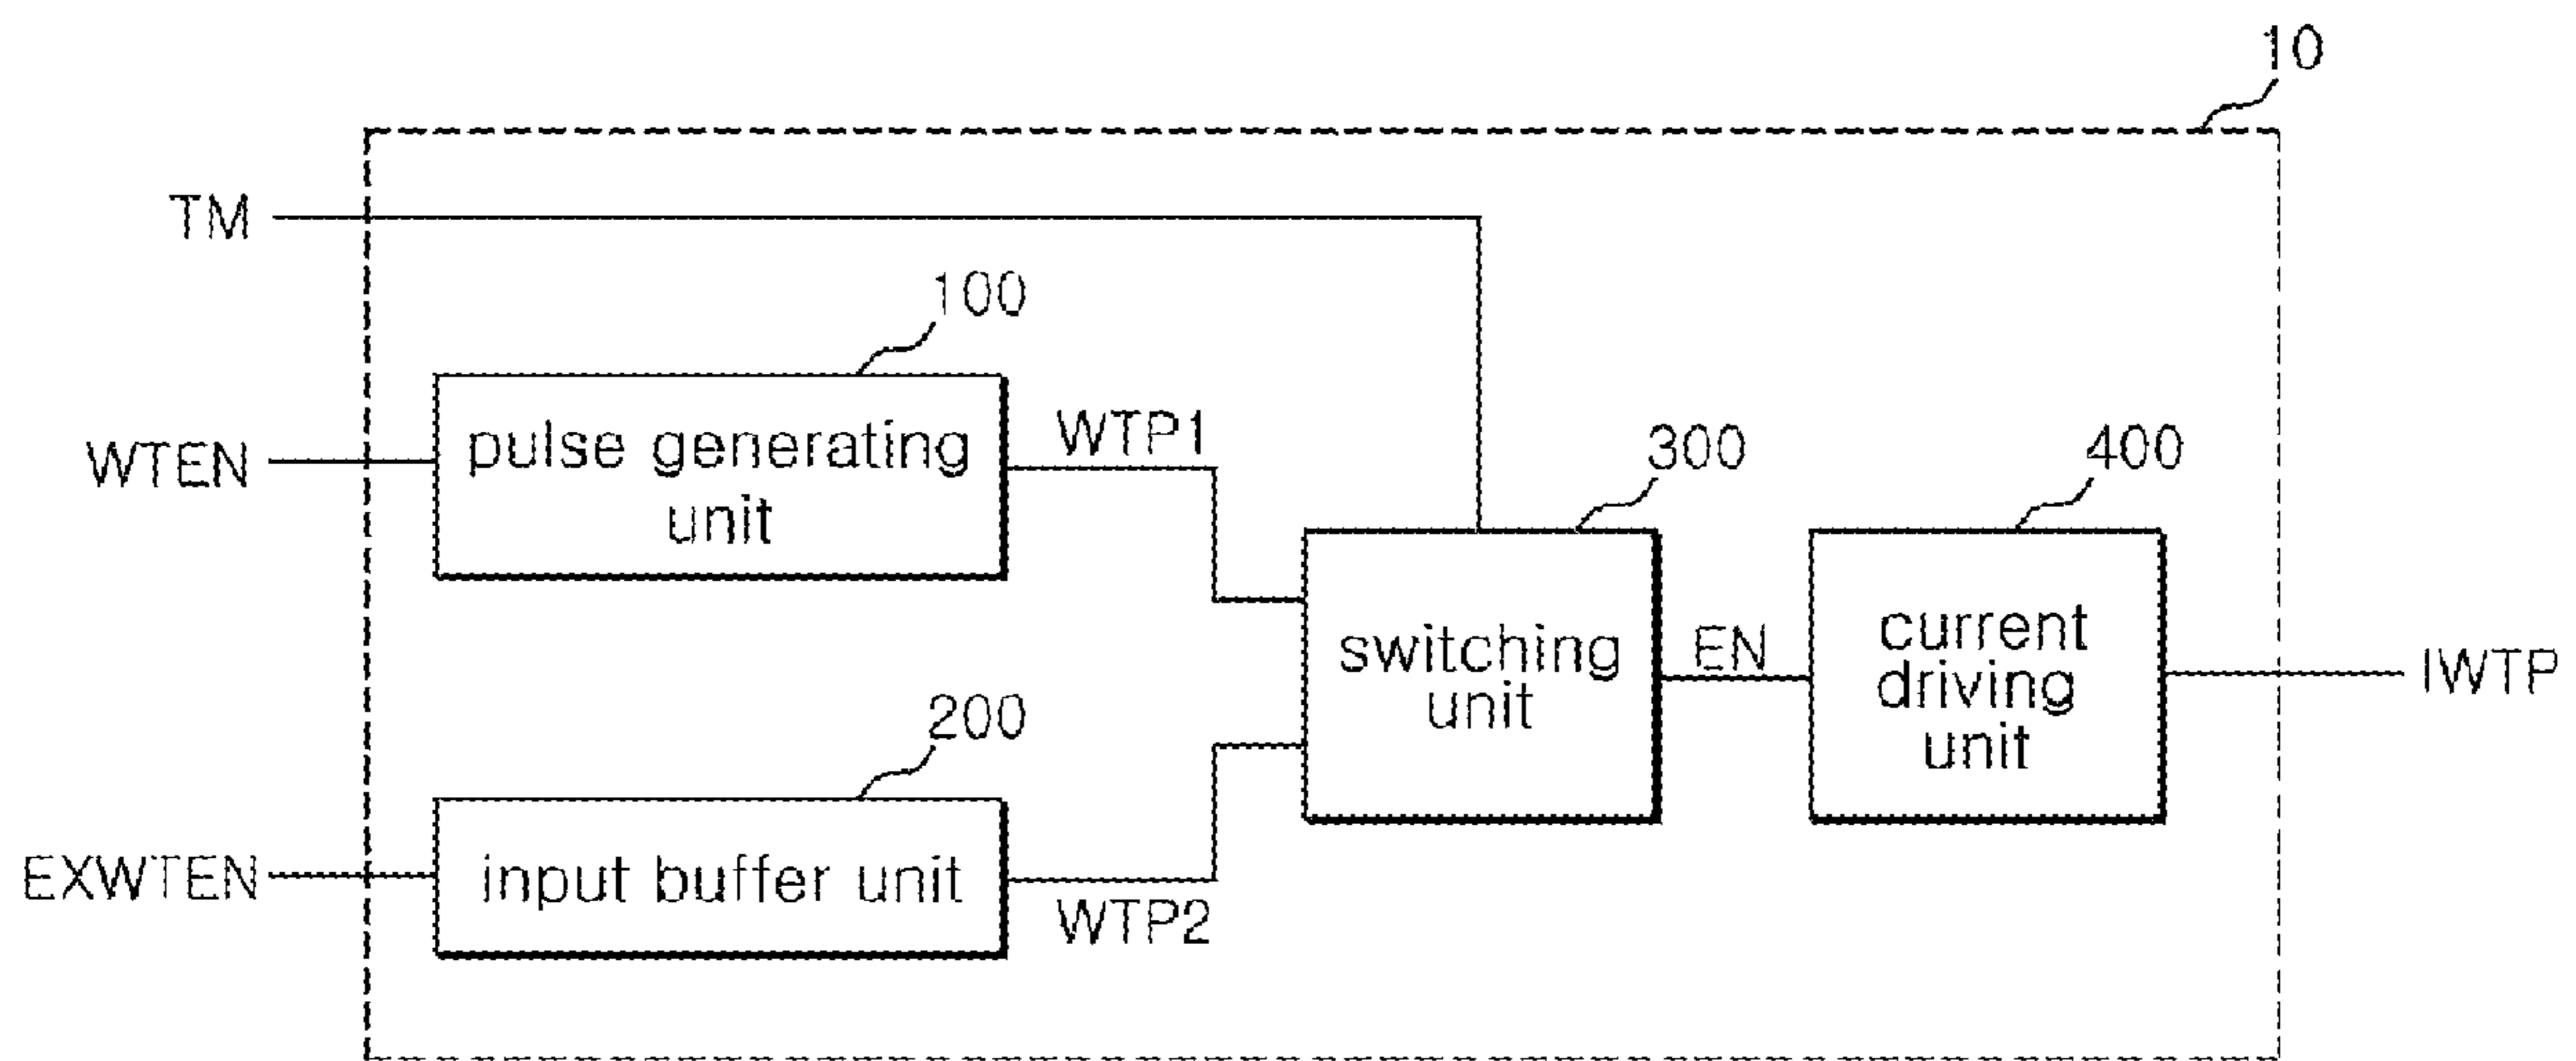 10
TM
100
WTEN
pulse generating
unit
WTP1
300
400
switching
unit
EN
current
driving
unit
IWTP
200
EXWTEN
input buffer unit
WTP2